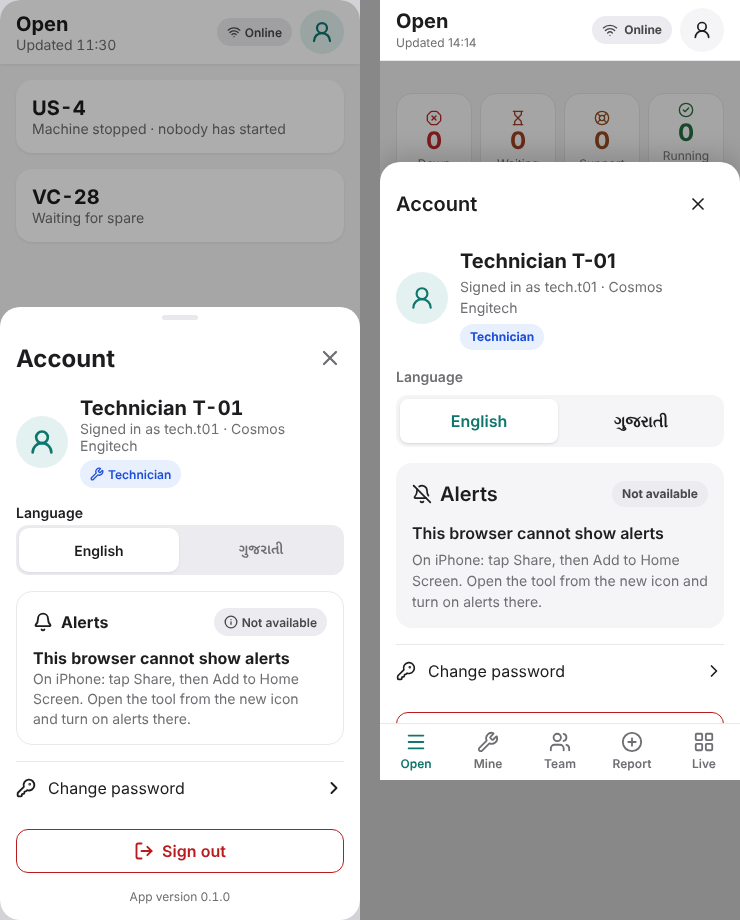 Open
Updated 11:30
Online
US-4
Machine stopped · nobody has started
VC-28
Waiting for spare
Account
Technician T-01
Signed in as tech.t01 · Cosmos
Engitech
Technician
Language
English
ગુજરાતી
Alerts
Not available
This browser cannot show alerts
On iPhone: tap Share, then Add to Home
Screen. Open the tool from the new icon
and turn on alerts there.
Change password
Sign out
App version 0.1.0
Open
Updated 14:14
Online
0
0
0
0
Down
Waiting
Support
Running
Account
Technician T-01
Signed in as tech.t01 · Cosmos
Engitech
Technician
Language
English
ગુજરાતી
Alerts
Not available
This browser cannot show alerts
On iPhone: tap Share, then Add to Home
Screen. Open the tool from the new icon and
turn on alerts there.
Change password
Open
Mine
Team
Report
Live